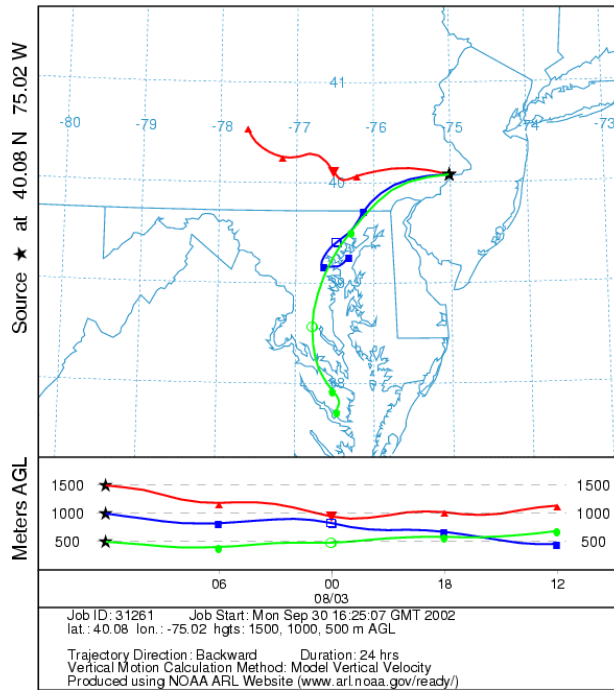 Source ★ at 40.08 N 75.02 W
41
-80 -79 -78 -77 -76 -75 -74 -73
40
39
38
Meters AGL
1500 1500
1000 1000
500 500
06 00 18 12
08/03
Job ID: 31261 Job Start: Mon Sep 30 16:25:07 GMT 2002
lat.: 40.08 lon.: -75.02 hgts: 1500, 1000, 500 m AGL
Trajectory Direction: Backward Duration: 24 hrs
Vertical Motion Calculation Method: Model Vertical Velocity
Produced using NOAA ARL Website (www.arl.noaa.gov/ready/)